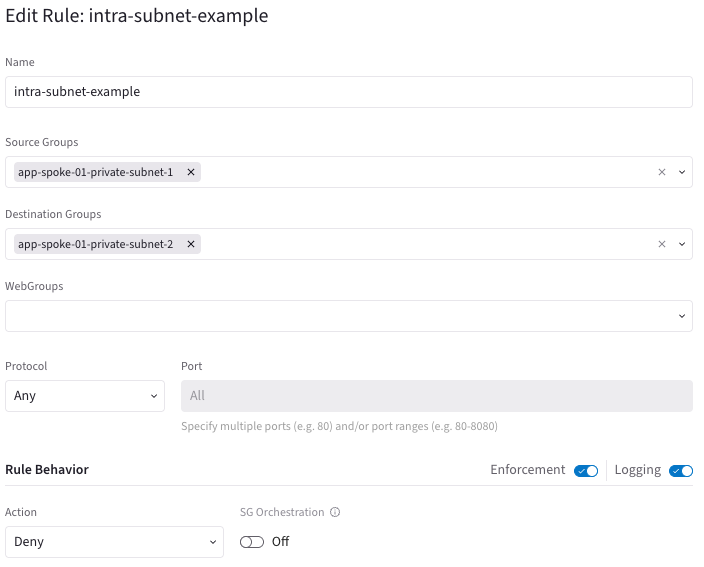 Edit Rule: intra-subnet-example
Name
intra-subnet-example
Source Groups
app-spoke-01-private-subnet-1
Destination Groups
app-spoke-01-private-subnet-2
WebGroups
Protocol Port
Any All
Specify multiple ports (e.g. 80) and/or port ranges (e.g. 80-8080)
Rule Behavior Enforcement Logging
Action SG Orchestration
Deny Off